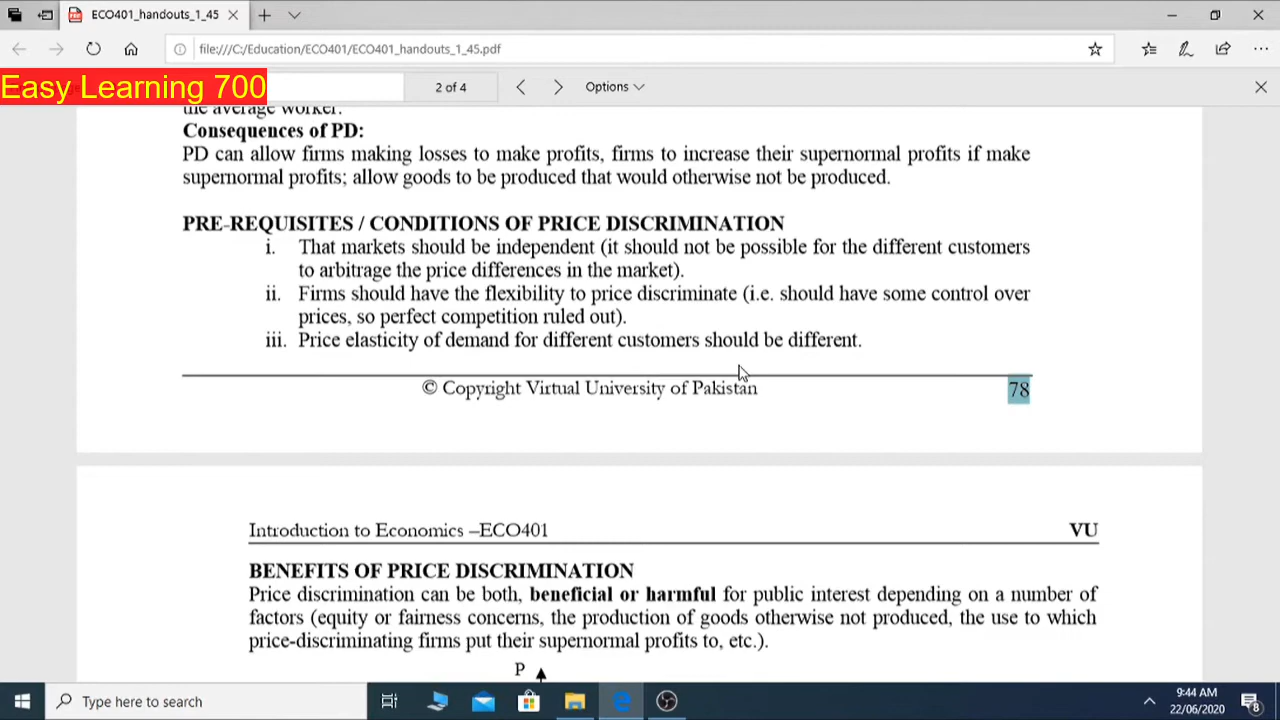 ECO401_handouts_1_45
file:///C:/Education/ECO401/ECO401_handouts_1_45.pdf
Easy Learning 700
2 of 4
Options
the average worker.
Consequences of PD:
PD can allow firms making losses to make profits, firms to increase their supernormal profits if make
supernormal profits; allow goods to be produced that would otherwise not be produced.
PRE-REQUISITES / CONDITIONS OF PRICE DISCRIMINATION
i. That markets should be independent (it should not be possible for the different customers
to arbitrage the price differences in the market).
ii. Firms should have the flexibility to price discriminate (i.e. should have some control over
prices, so perfect competition ruled out).
iii. Price elasticity of demand for different customers should be different.
© Copyright Virtual University of Pakistan 78
Introduction to Economics –ECO401 VU
BENEFITS OF PRICE DISCRIMINATION
Price discrimination can be both, beneficial or harmful for public interest depending on a number of
factors (equity or fairness concerns, the production of goods otherwise not produced, the use to which
price-discriminating firms put their supernormal profits to, etc.).
P
Type here to search
9:44 AM
22/06/2020
8